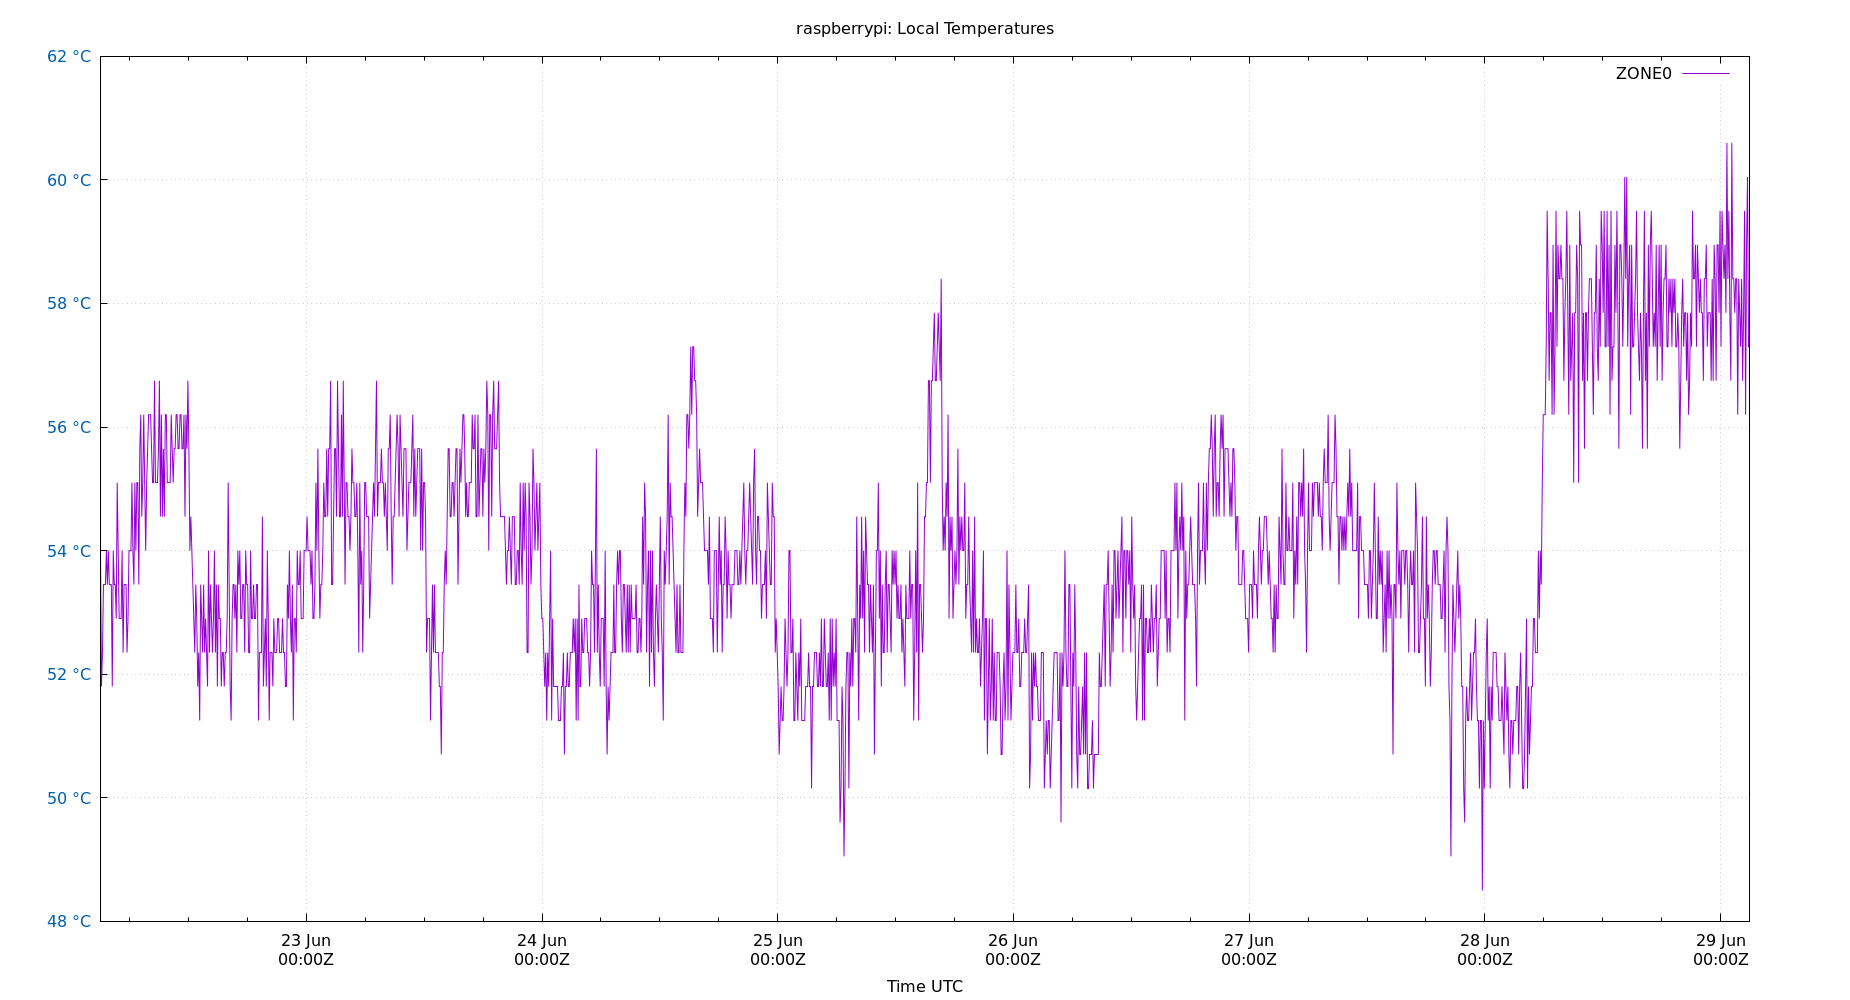 raspberrypi: Local Temperatures
62 °C
ZONE0
60 °C
58 °C
56 °C
54 °C
52 °C
50 °C
48 °C
23 Jun 24 Jun 25 Jun 26 Jun 27 Jun 28 Jun 29 Jun
00:00Z 00:00Z 00:00Z 00:00Z 00:00Z 00:00Z 00:00Z
Time UTC